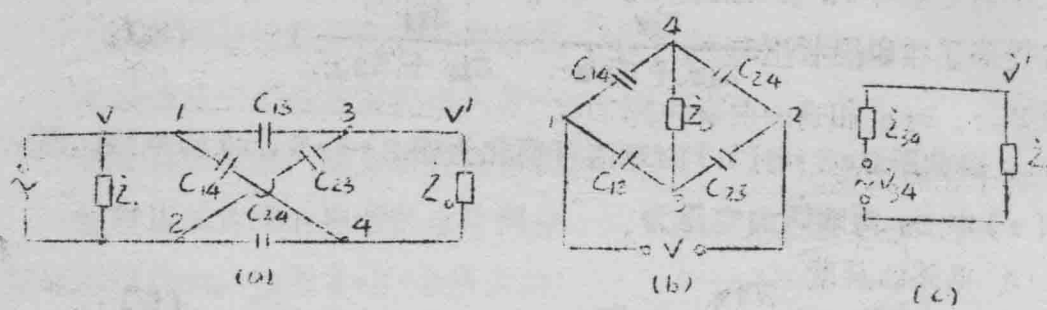 V 1 C₁₃ 3 V'
Ż₀ C₁₄ C₂₃ Z₀
2 C₂₄ 4
(a)
4
C₁₄ C₂₄
1 Ż₀ 2
C₁₃ C₂₃
3
V
(b)
V'
Ż₃₄ Ż
V₃₄
(c)